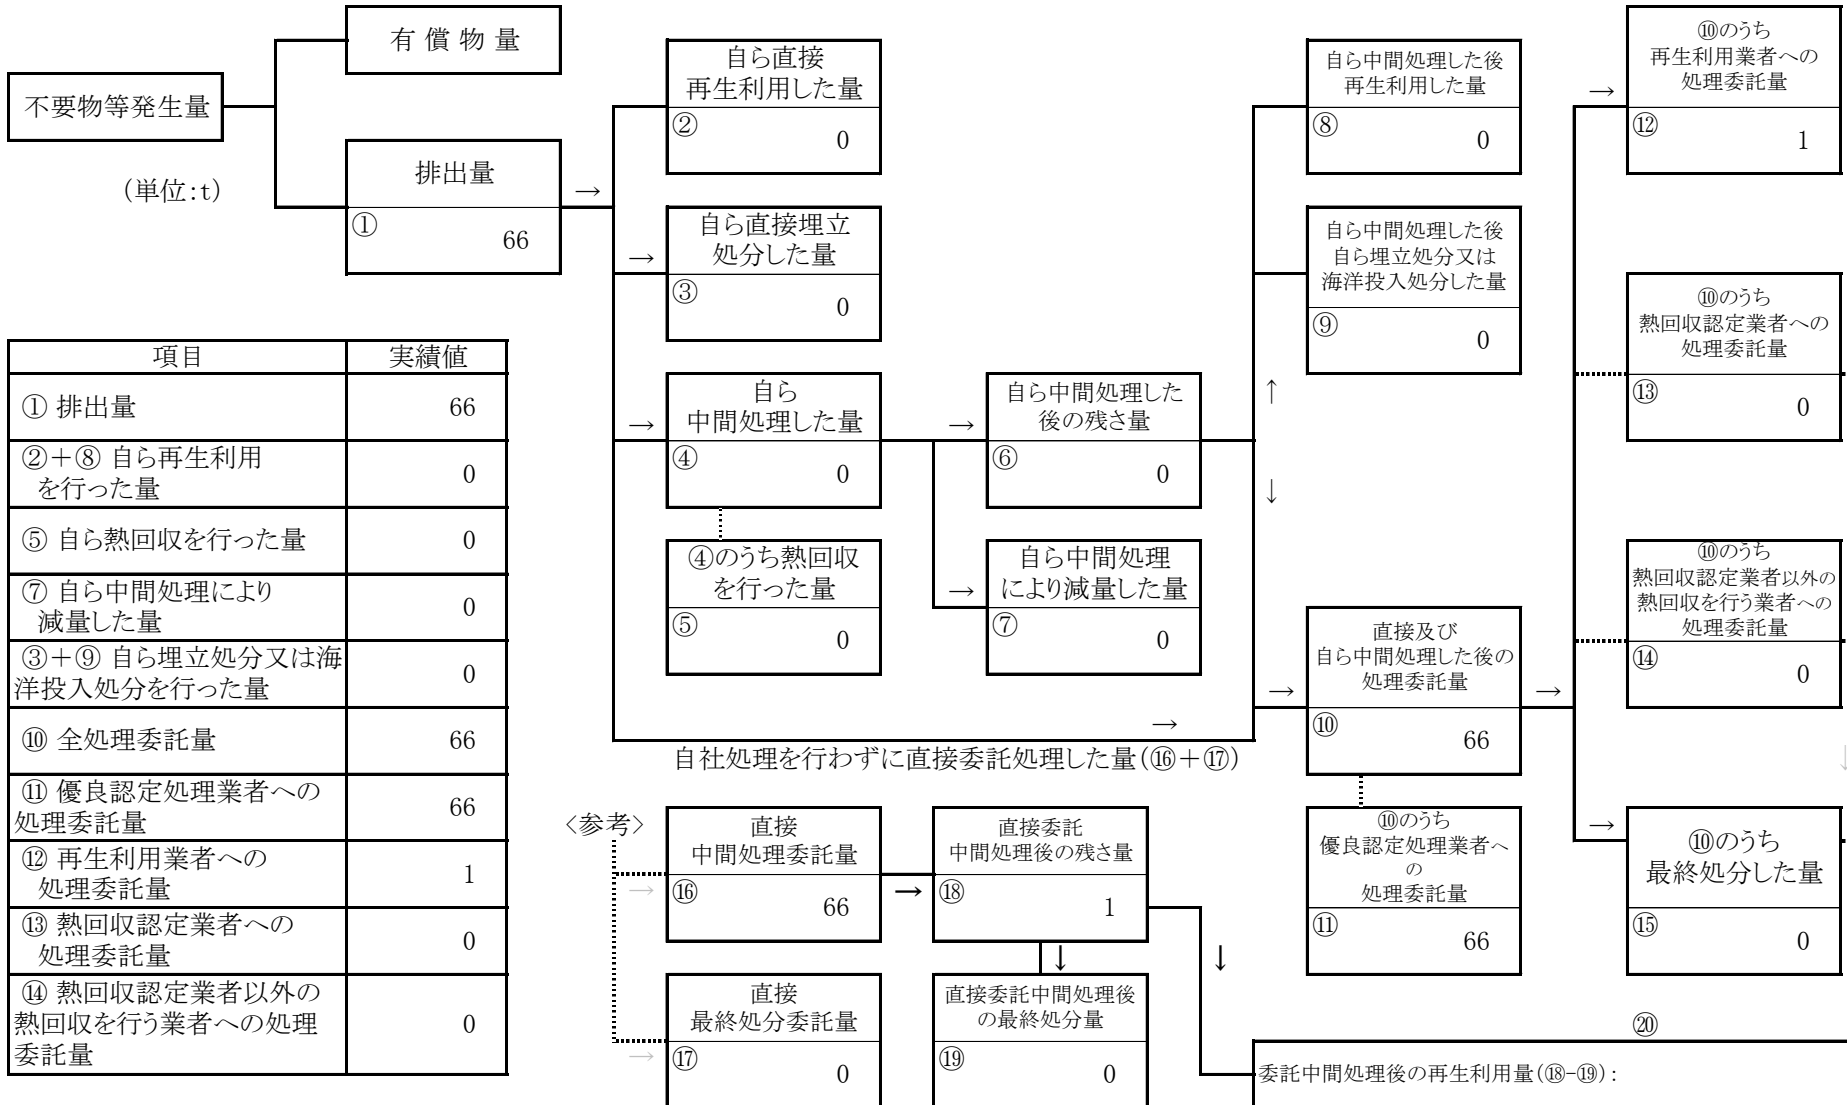 有 償 物 量
不要物等発生量
(単位:t)
排出量
①
66
→
自ら直接
再生利用した量
②
0
→
自ら直接埋立
処分した量
③
0
→
自ら
中間処理した量
④
0
④のうち熱回収
を行った量
⑤
0
→
自ら中間処理した
後の残さ量
⑥
0
→
自ら中間処理
により減量した量
⑦
0
自ら中間処理した後
再生利用した量
⑧
0
自ら中間処理した後
自ら埋立処分又は
海洋投入処分した量
⑨
0
↑
↓
→
自社処理を行わずに直接委託処理した量(⑯+⑰)
→
直接及び
自ら中間処理した後の
処理委託量
⑩
66
⑩のうち
優良認定処理業者へ
の
処理委託量
⑪
66
→
→
⑩のうち
再生利用業者への
処理委託量
⑫
1
⑩のうち
熱回収認定業者への
処理委託量
⑬
0
⑩のうち
熱回収認定業者以外の
熱回収を行う業者への
処理委託量
⑭
0
↓
→
⑩のうち
最終処分した量
⑮
0
項目 実績値
① 排出量 66
②+⑧ 自ら再生利用
を行った量 0
⑤ 自ら熱回収を行った量 0
⑦ 自ら中間処理により
減量した量 0
③+⑨ 自ら埋立処分又は海
洋投入処分を行った量 0
⑩ 全処理委託量 66
⑪ 優良認定処理業者への
処理委託量 66
⑫ 再生利用業者への
処理委託量 1
⑬ 熱回収認定業者への
処理委託量 0
⑭ 熱回収認定業者以外の
熱回収を行う業者への処理
委託量 0
<参考>
→
直接
中間処理委託量
⑯
66
→
直接委託
中間処理後の残さ量
⑱
1
↓
↓
→
直接
最終処分委託量
⑰
0
直接委託中間処理後
の最終処分量
⑲
0
⑳
委託中間処理後の再生利用量(⑱-⑲):